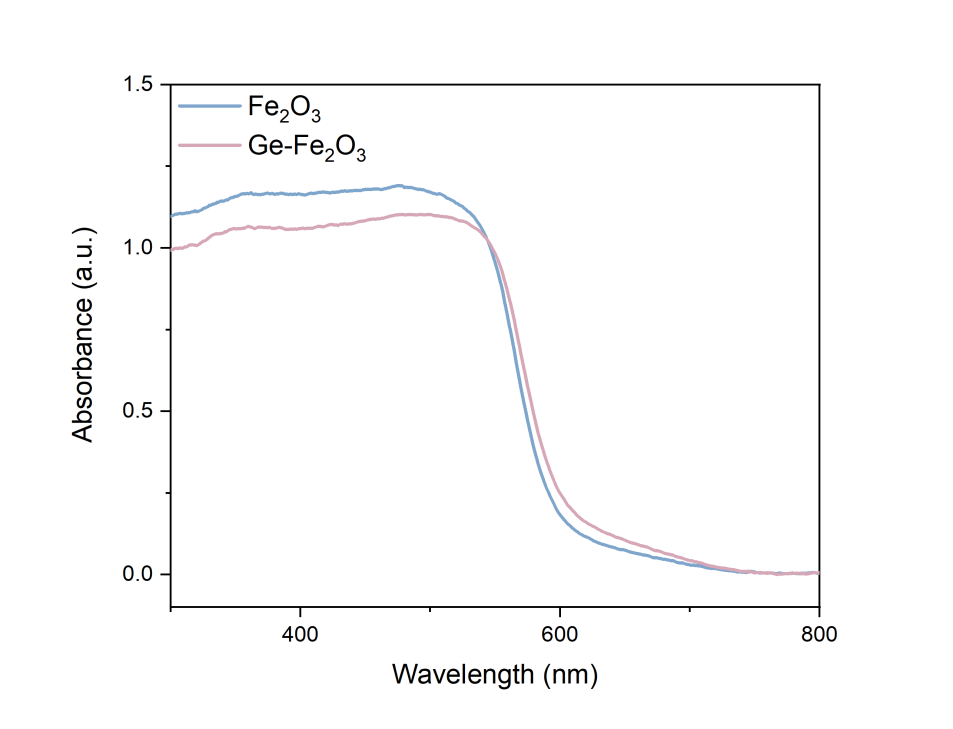 1.5
Fe₂O₃
Ge-Fe₂O₃
1.0
Absorbance (a.u.)
0.5
0.0
400 600 800
Wavelength (nm)